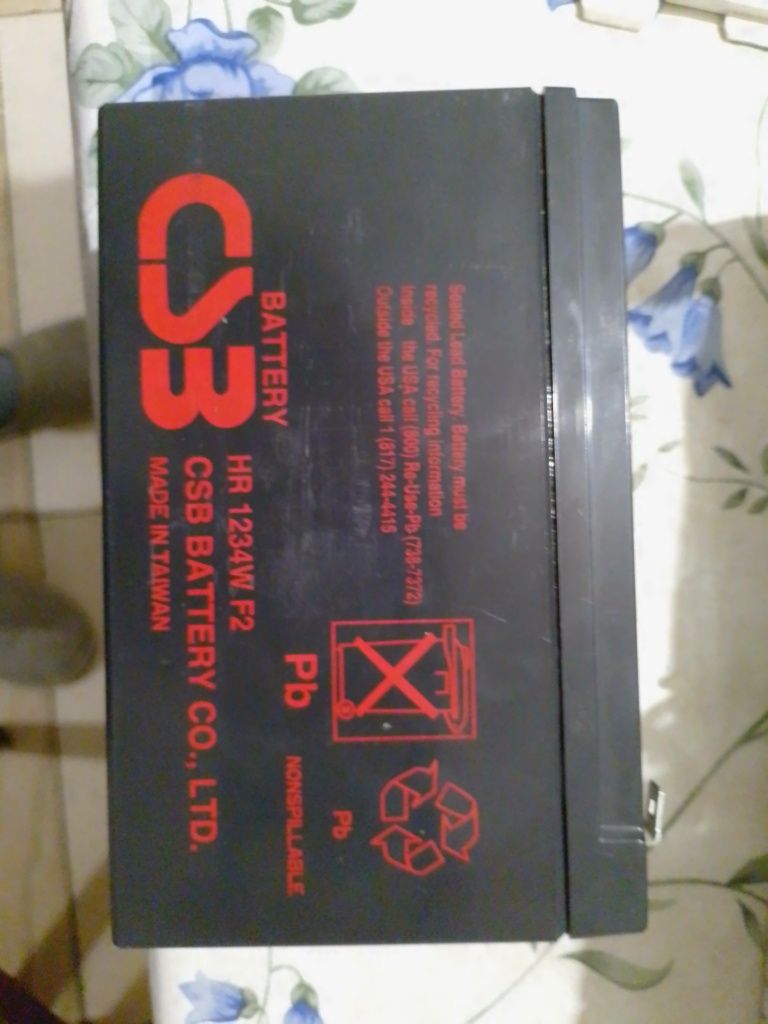 Sealed Lead Battery. Battery must be
recycled. For recycling information
inside the USA call (800) Re-Use-Pb (738-7372)
Outside the USA call 1 (817) 244-4415
BATTERY
CSB
HR 1234W F2
CSB BATTERY CO., LTD.
MADE IN TAIWAN
Pb
Pb
NONSPILLABLE